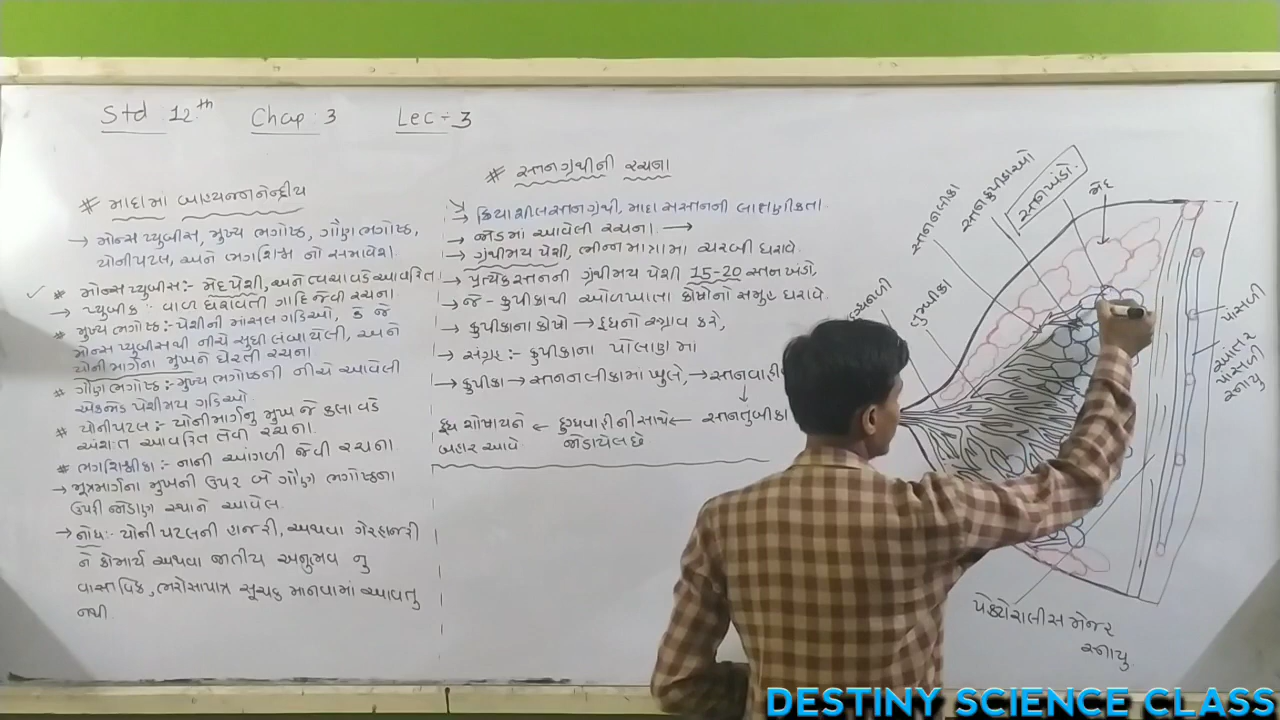 Std 12th Chap : 3 Lec - 3
# માદામાં બાહ્યજનનેન્દ્રીય
→ મોન્સ પ્યુબીસ, મુખ્ય ભગોષ્ઠ, ગૌણ ભગોષ્ઠ,
યોનીપટલ, અને ભગશિશ્ન નો સમાવેશ.
* મોન્સ પ્યુબીસ :- મેદપેશી, અને ત્વચાવડે આવરિત
→ પ્યુબીક : વાળ ધરાવતી ગાદિ જેવી રચના.
* મુખ્ય ભગોષ્ઠ :- પેશીની માંસલ ગડિઓ, કે જે
મોન્સ પ્યુબીસથી નીચે સુધી લંબાયેલી, અને
યોની માર્ગના મુખને ઘેરતી રચના
* ગૌણ ભગોષ્ઠ :- મુખ્ય ભગોષ્ઠની નીચે આવેલી
એકજોડ પેશીમય ગડિઓ.
* યોનીપટલ :- યોનીમાર્ગનુ મુખ જે કલા વડે
અંશતઃ આવરિત તેવી રચના.
* ભગશિશ્નીકા :- નાની આંગળી જેવી રચના
→ મૂત્રમાર્ગના મુખની ઉપર બે ગૌણ ભગોષ્ઠના
ઉપરી જોડાણ સ્થાને આવેલ.
→ નોંધ :- યોની પટલની હાજરી, અથવા ગેરહાજરી
ને કૌમાર્ય અથવા જાતીય અનુભવ નુ
વાસ્તવિક, ભરોસાપાત્ર સૂચક માનવામાં આવતુ
નથી.
# સ્તનગ્રંથીની રચના
→ ક્રિયાશીલ સ્તનગ્રંથી, માદા સસ્તનની લાક્ષણીકતા.
→ જોડમાં આવેલી રચના. →
→ ગ્રંથીમય પેશી, ભીન્ન માત્રામા ચરબી ધરાવે.
→ પ્રત્યેક સ્તનની ગ્રંથીમય પેશી 15-20 સ્તન ખંડો,
→ જે - કુપીકાથી ઓળખાતા કોષોનો સમુહ ધરાવે.
→ કુપીકાના કોષો → દૂધનો સ્ત્રાવ કરે,
→ સંગ્રહ :- કુપીકાના પોલાણ માં
→ કુપીકા → સ્તનનલીકામાં ખુલે, → સ્તનવાહીની
↓
દૂધ શોષાયને ← દુગ્ધવાહીની સાથે ← સ્તનતુંબીકા
બહાર આવે. જોડાયેલ છે
સ્તનનલીકા
સ્તનકુપીકાઓ
સ્તનખંડો.
મેદ
પાંસળી
આંતર
પાંસળી
સ્નાયુ
પેક્ટોરાલીસ મેજર
સ્નાયુ
DESTINY SCIENCE CLASS